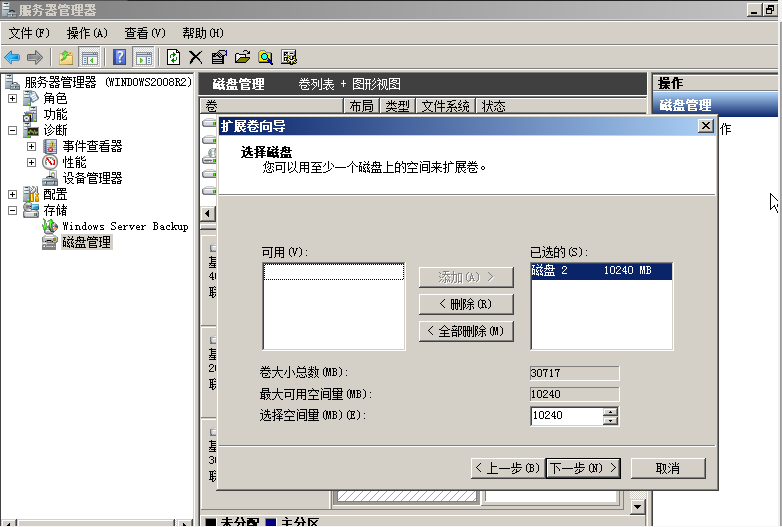 服务器管理器
文件(F) 操作(A) 查看(V) 帮助(H)
服务器管理器 (WINDOWS2008R2)
角色
功能
诊断
事件查看器
性能
设备管理器
配置
存储
Windows Server Backup
磁盘管理
磁盘管理 卷列表 + 图形视图
卷 布局 类型 文件系统 状态
操作
磁盘管理
作
扩展卷向导
选择磁盘
您可以用至少一个磁盘上的空间来扩展卷。
可用(V): 已选的(S):
磁盘 2 10240 MB
添加(A) >
< 删除(R)
< 全部删除(M)
卷大小总数(MB): 30717
最大可用空间量(MB): 10240
选择空间量(MB)(E): 10240
< 上一步(B) 下一步(N) > 取消
基
40
联
基
20
联
基
30
联
未分配 主分区